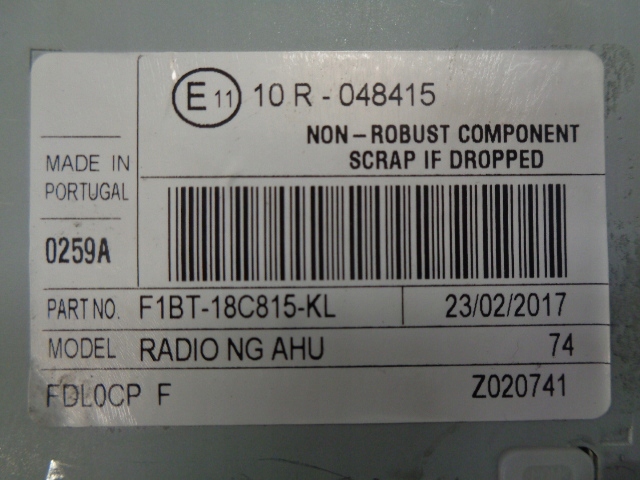 E 11 10 R - 048415
NON - ROBUST COMPONENT
SCRAP IF DROPPED
MADE IN
PORTUGAL
0259A
PART NO. F1BT-18C815-KL 23/02/2017
MODEL RADIO NG AHU 74
FDL0CP F Z020741